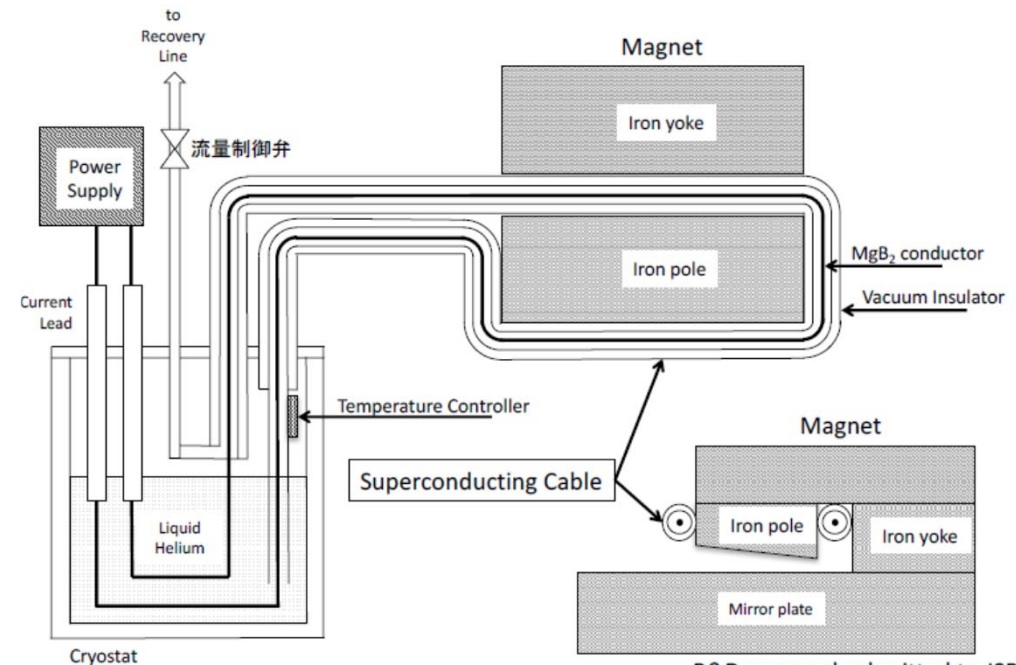 to
Recovery
Line
Magnet
Iron yoke
Power
Supply
流量制御弁
Iron pole
MgB₂ conductor
Vacuum Insulator
Current
Lead
Temperature Controller
Magnet
Superconducting Cable
Iron pole
Iron yoke
Liquid
Helium
Mirror plate
Cryostat